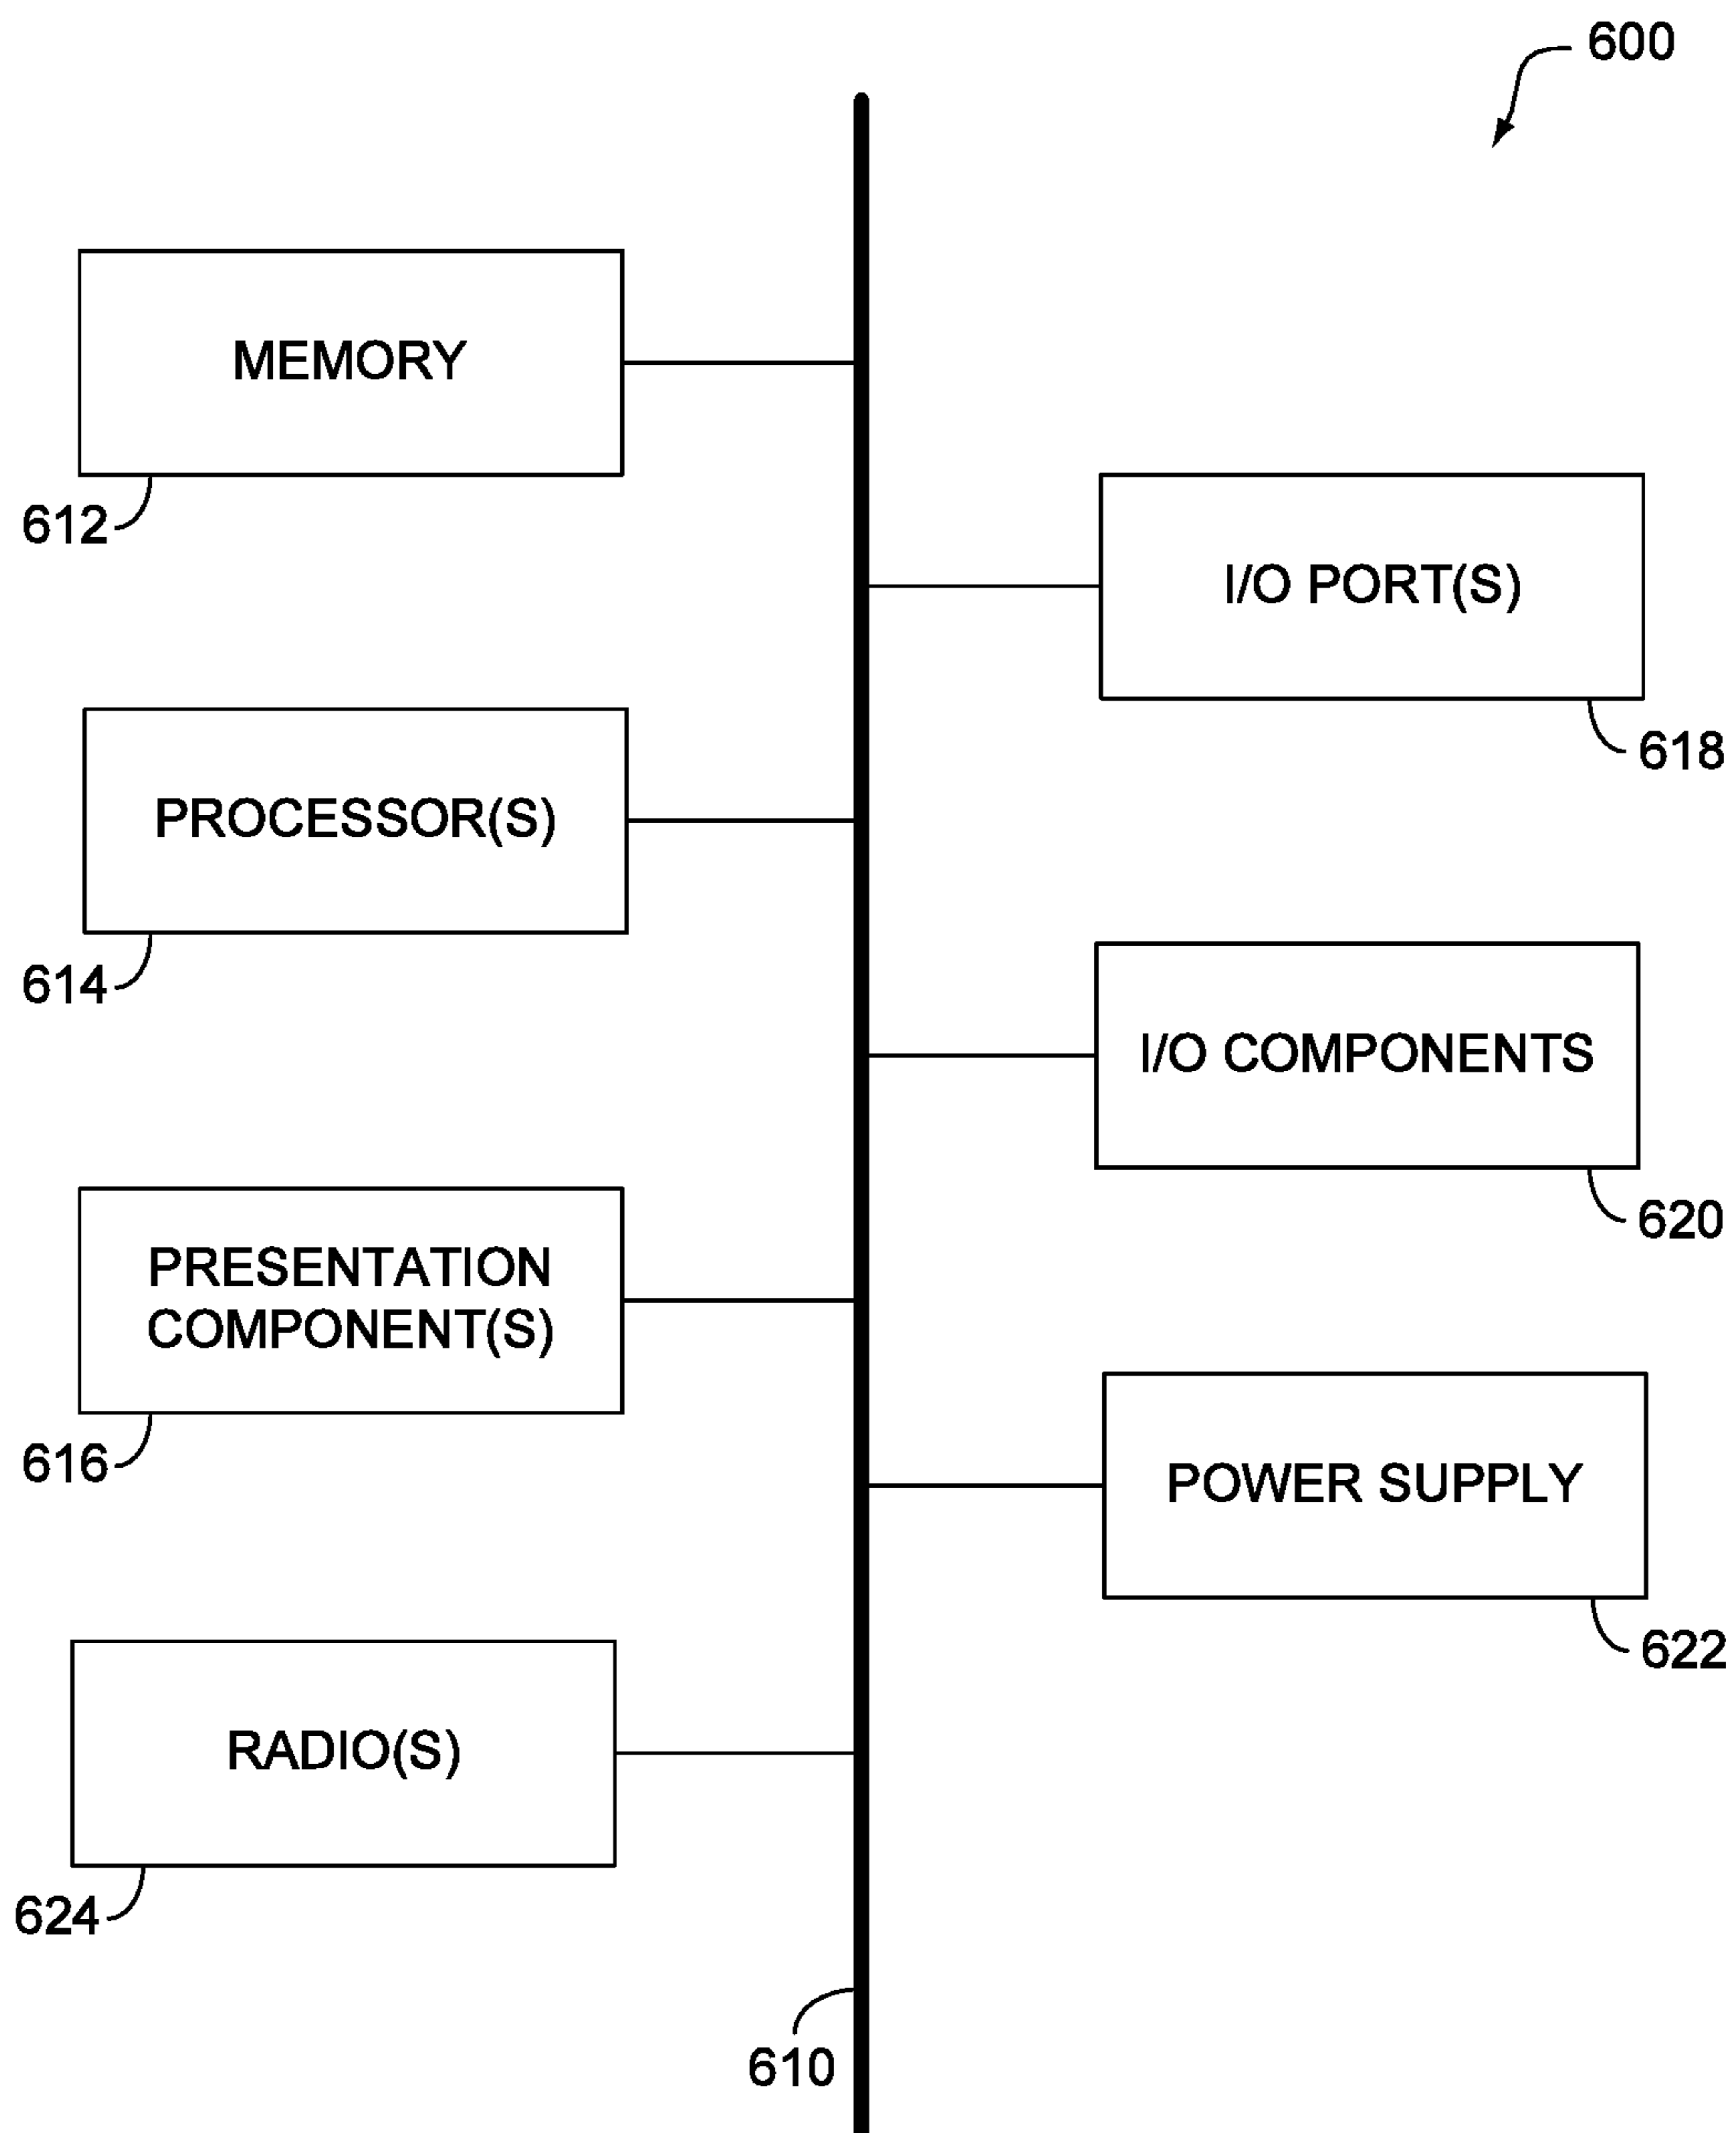 600
MEMORY
612
I/O PORT(S)
618
PROCESSOR(S)
614
I/O COMPONENTS
620
PRESENTATION
COMPONENT(S)
616
POWER SUPPLY
622
RADIO(S)
624
610